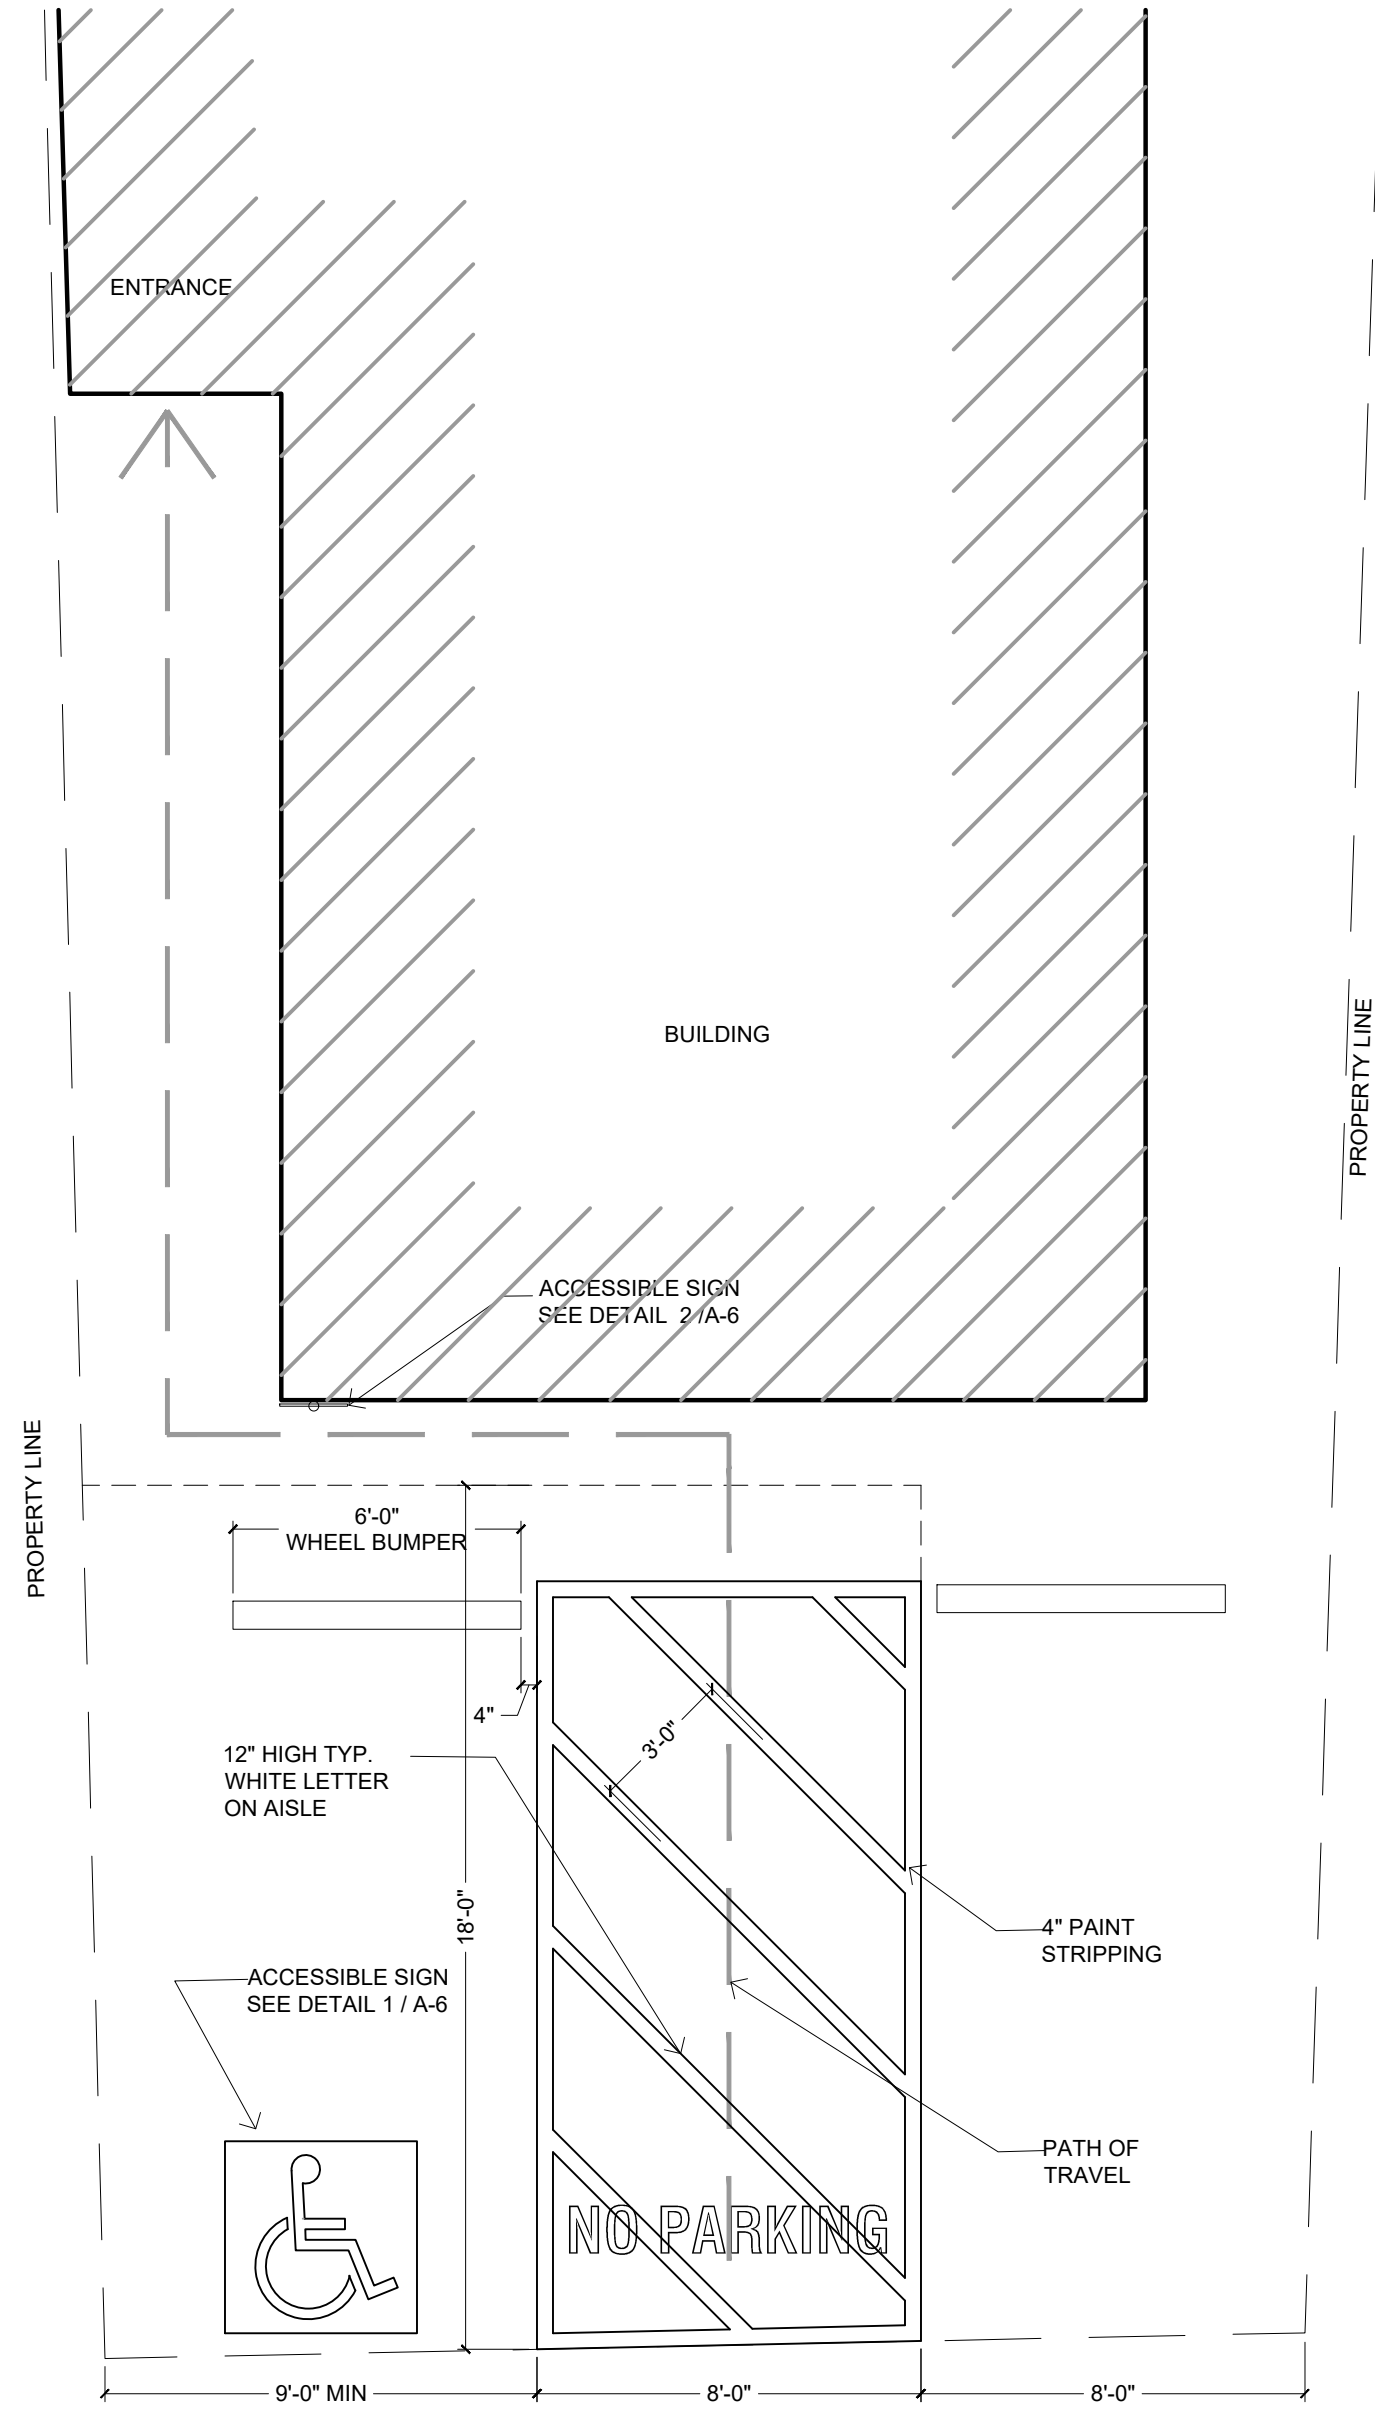 ENTRANCE
BUILDING
PROPERTY LINE
ACCESSIBLE SIGN
SEE DETAIL 2 /A-6
PROPERTY LINE
6'-0"
WHEEL BUMPER
4"
3'-0"
12" HIGH TYP.
WHITE LETTER
ON AISLE
18'-0"
4" PAINT
STRIPPING
ACCESSIBLE SIGN
SEE DETAIL 1 / A-6
PATH OF
TRAVEL
NO PARKING
9'-0" MIN
8'-0"
8'-0"